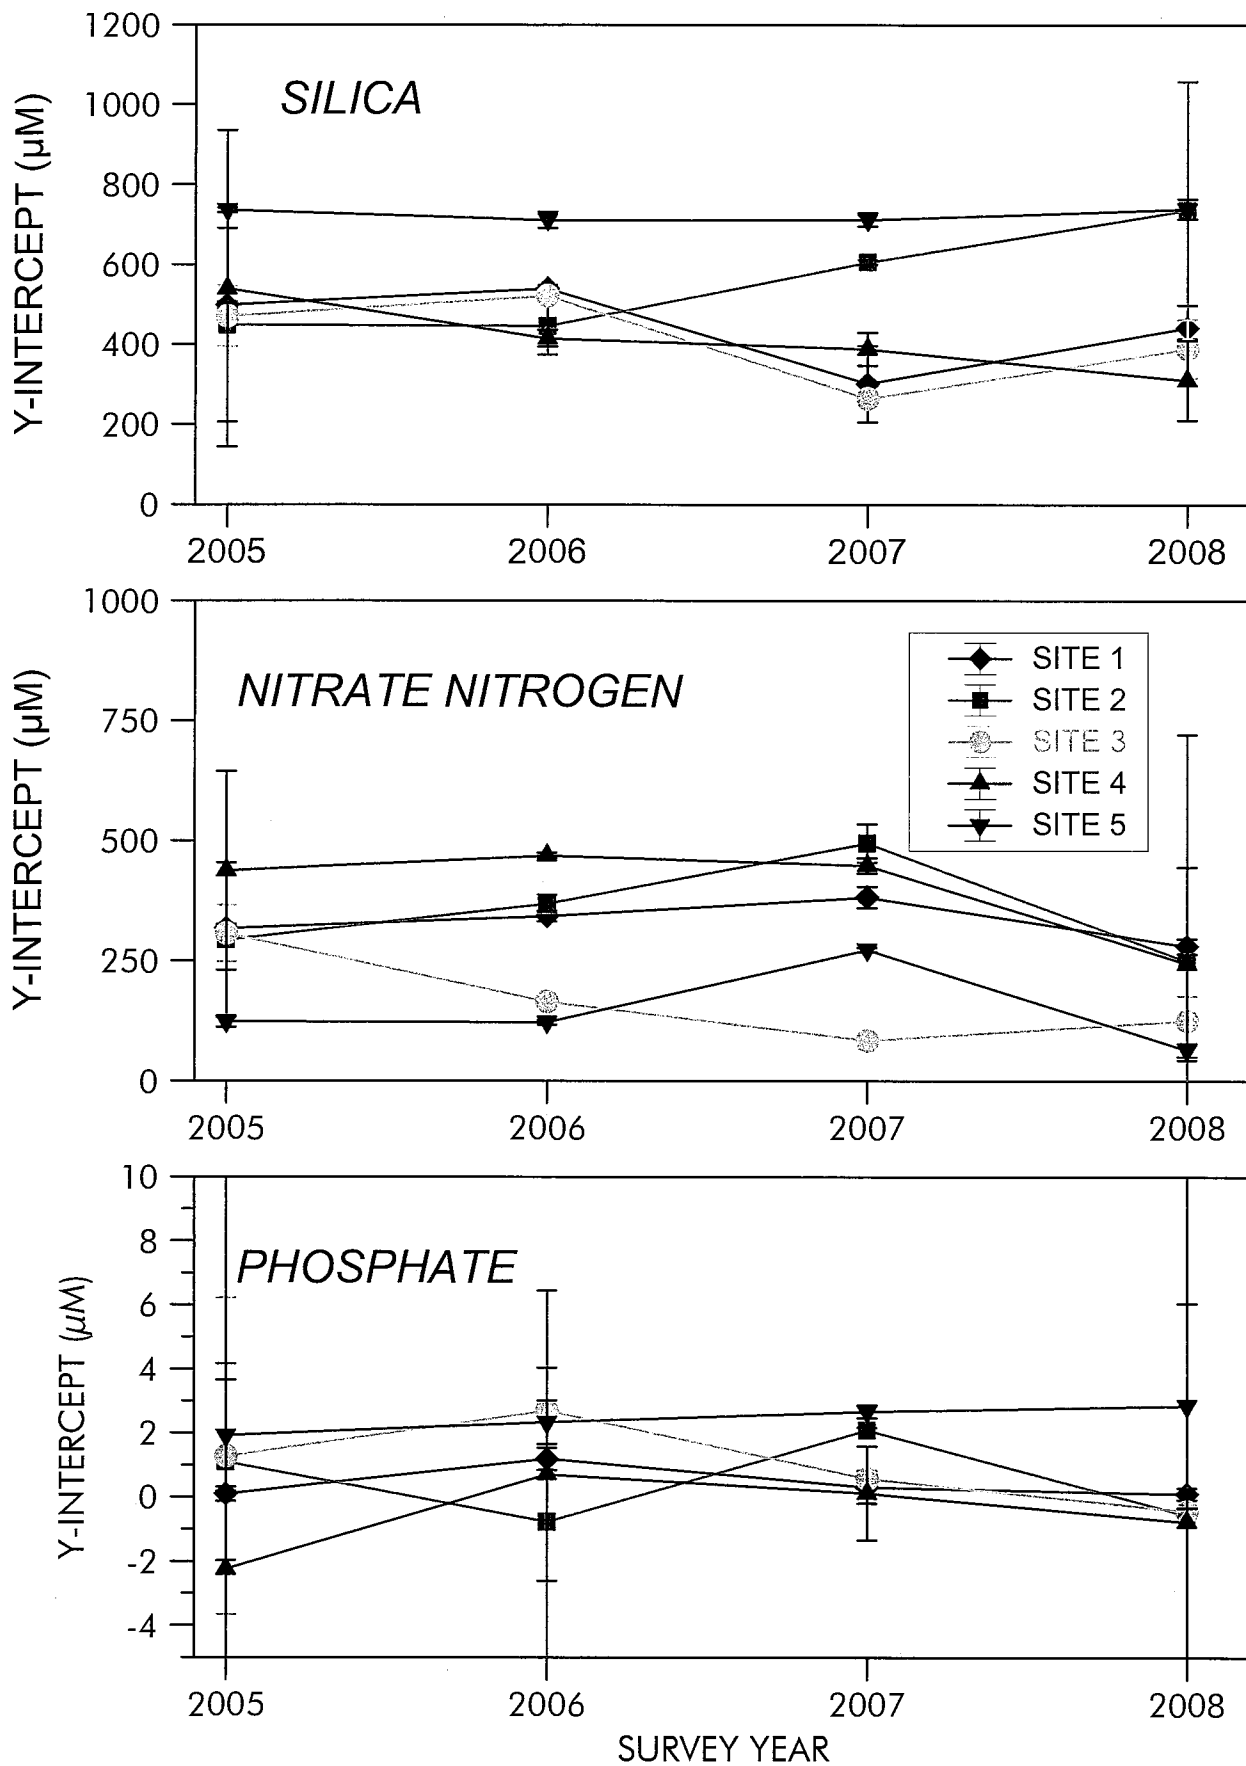 1200
1000
800
600
400
200
0
Y-INTERCEPT (µM)
SILICA
2005 2006 2007 2008
1000
750
500
250
0
Y-INTERCEPT (µM)
NITRATE NITROGEN
SITE 1
SITE 2
SITE 3
SITE 4
SITE 5
2005 2006 2007 2008
10
8
6
4
2
0
-2
-4
Y-INTERCEPT (µM)
PHOSPHATE
2005 2006 2007 2008
SURVEY YEAR